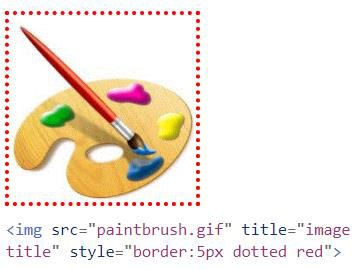 <img src="paintbrush.gif" title="image
title" style="border:5px dotted red">